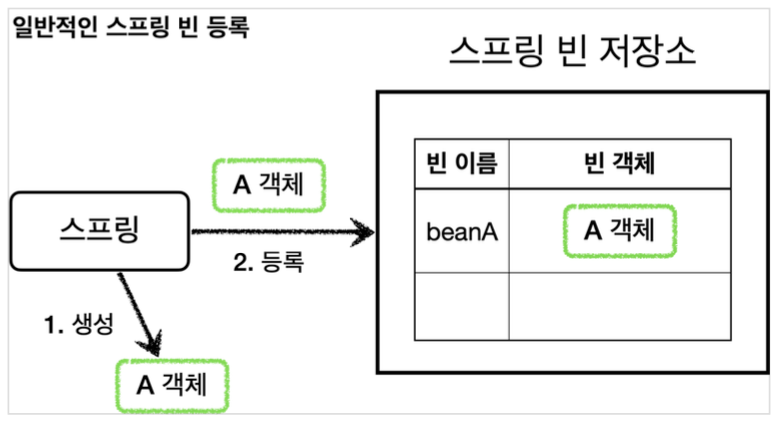 일반적인 스프링 빈 등록
스프링 빈 저장소
빈 이름 빈 객체
A 객체
스프링
beanA A 객체
2. 등록
1. 생성
A 객체